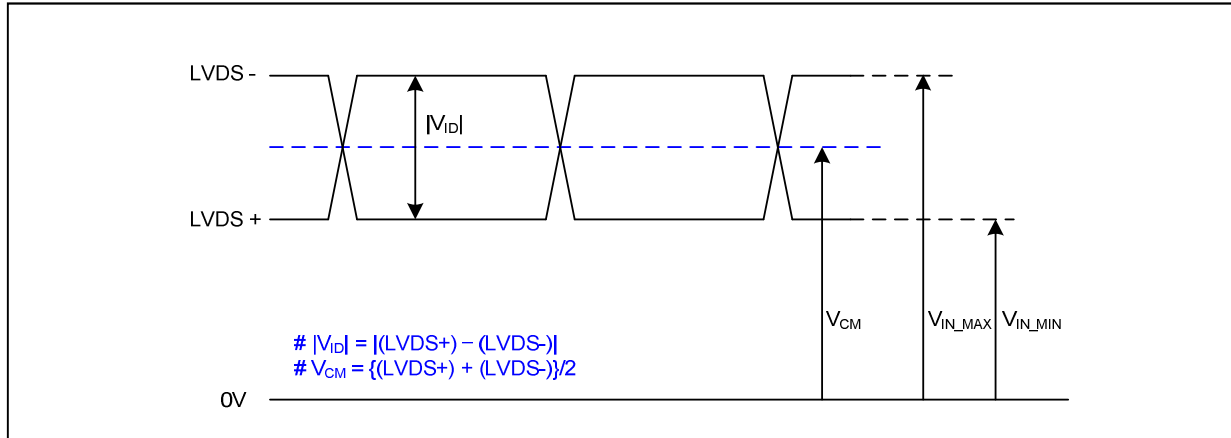 LVDS -
|VID|
LVDS +
VCM
VIN_MAX
VIN_MIN
# |VID| = |(LVDS+) – (LVDS-)|
# VCM = {(LVDS+) + (LVDS-)}/2
0V